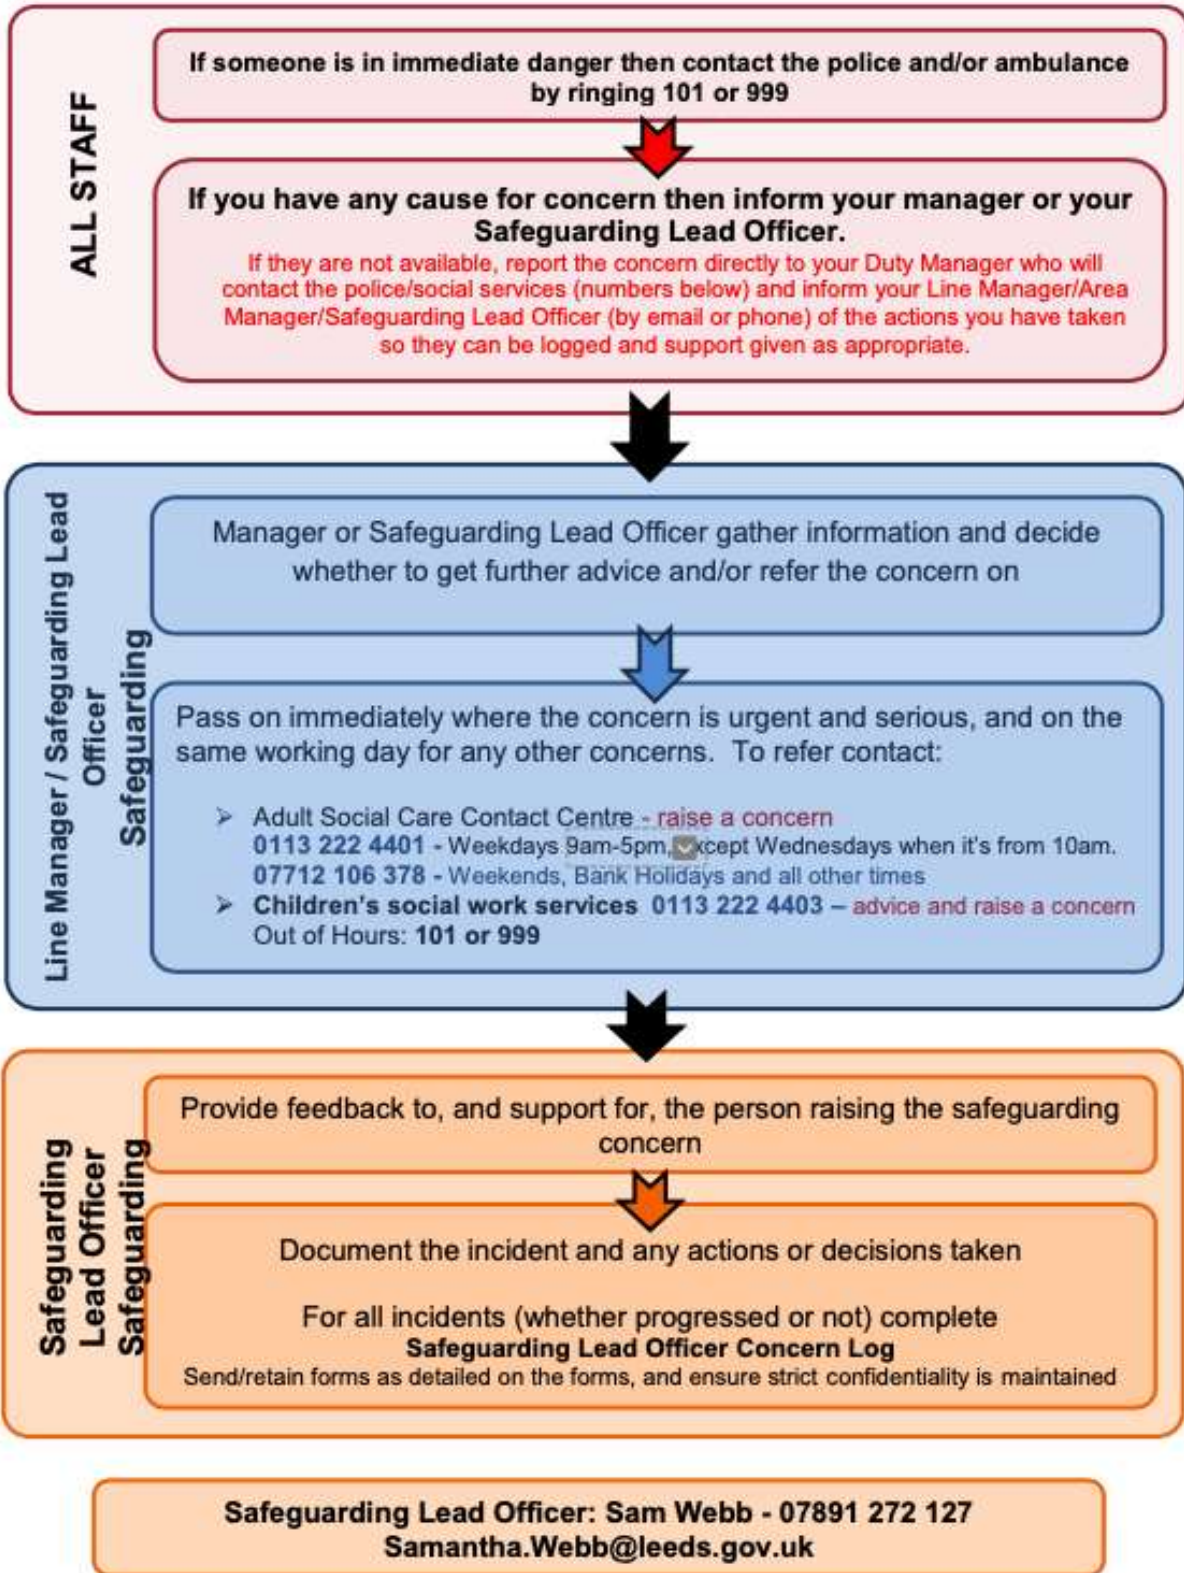 ALL STAFF
If someone is in immediate danger then contact the police and/or ambulance
by ringing 101 or 999
If you have any cause for concern then inform your manager or your
Safeguarding Lead Officer.
If they are not available, report the concern directly to your Duty Manager who will
contact the police/social services (numbers below) and inform your Line Manager/Area
Manager/Safeguarding Lead Officer (by email or phone) of the actions you have taken
so they can be logged and support given as appropriate.
Line Manager / Safeguarding Lead
Officer
Safeguarding
Manager or Safeguarding Lead Officer gather information and decide
whether to get further advice and/or refer the concern on
Pass on immediately where the concern is urgent and serious, and on the
same working day for any other concerns. To refer contact:
➢ Adult Social Care Contact Centre - raise a concern
0113 222 4401 - Weekdays 9am-5pm, xcept Wednesdays when it's from 10am.
07712 106 378 - Weekends, Bank Holidays and all other times
➢ Children's social work services 0113 222 4403 – advice and raise a concern
Out of Hours: 101 or 999
Safeguarding
Lead Officer
Safeguarding
Provide feedback to, and support for, the person raising the safeguarding
concern
Document the incident and any actions or decisions taken
For all incidents (whether progressed or not) complete
Safeguarding Lead Officer Concern Log
Send/retain forms as detailed on the forms, and ensure strict confidentiality is maintained
Safeguarding Lead Officer: Sam Webb - 07891 272 127
Samantha.Webb@leeds.gov.uk